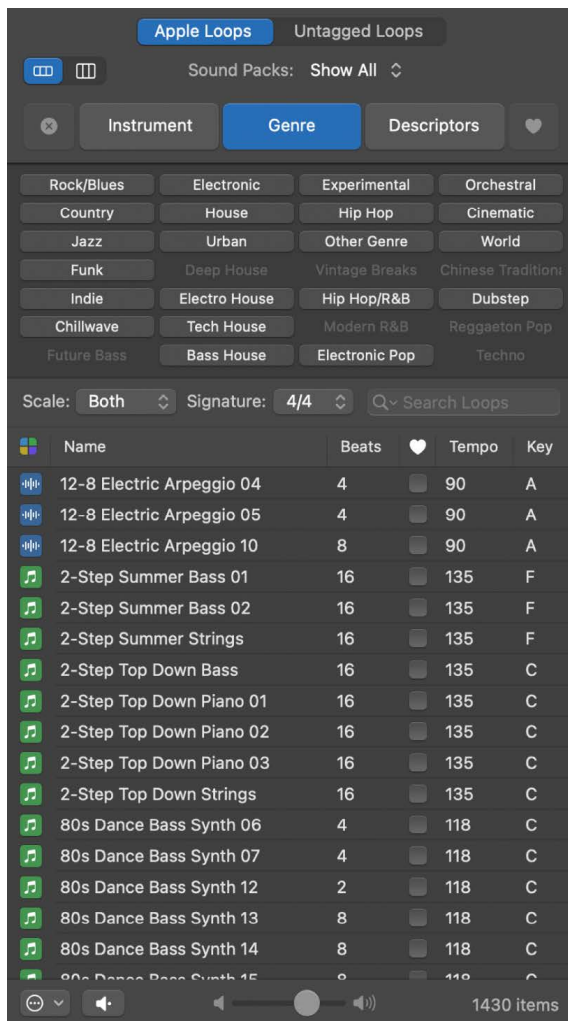 Apple Loops Untagged Loops
Sound Packs: Show All
Instrument Genre Descriptors
Rock/Blues Electronic Experimental Orchestral
Country House Hip Hop Cinematic
Jazz Urban Other Genre World
Funk Deep House Vintage Breaks Chinese Traditiona
Indie Electro House Hip Hop/R&B Dubstep
Chillwave Tech House Modern R&B Reggaeton Pop
Future Bass Bass House Electronic Pop Techno
Scale: Both Signature: 4/4 Search Loops
Name Beats Tempo Key
12-8 Electric Arpeggio 04 4 90 A
12-8 Electric Arpeggio 05 4 90 A
12-8 Electric Arpeggio 10 8 90 A
2-Step Summer Bass 01 16 135 F
2-Step Summer Bass 02 16 135 F
2-Step Summer Strings 16 135 F
2-Step Top Down Bass 16 135 C
2-Step Top Down Piano 01 16 135 C
2-Step Top Down Piano 02 16 135 C
2-Step Top Down Piano 03 16 135 C
2-Step Top Down Strings 16 135 C
80s Dance Bass Synth 06 4 118 C
80s Dance Bass Synth 07 4 118 C
80s Dance Bass Synth 12 2 118 C
80s Dance Bass Synth 13 8 118 C
80s Dance Bass Synth 14 8 118 C
80s Dance Bass Synth 15 8 118 C
1430 items